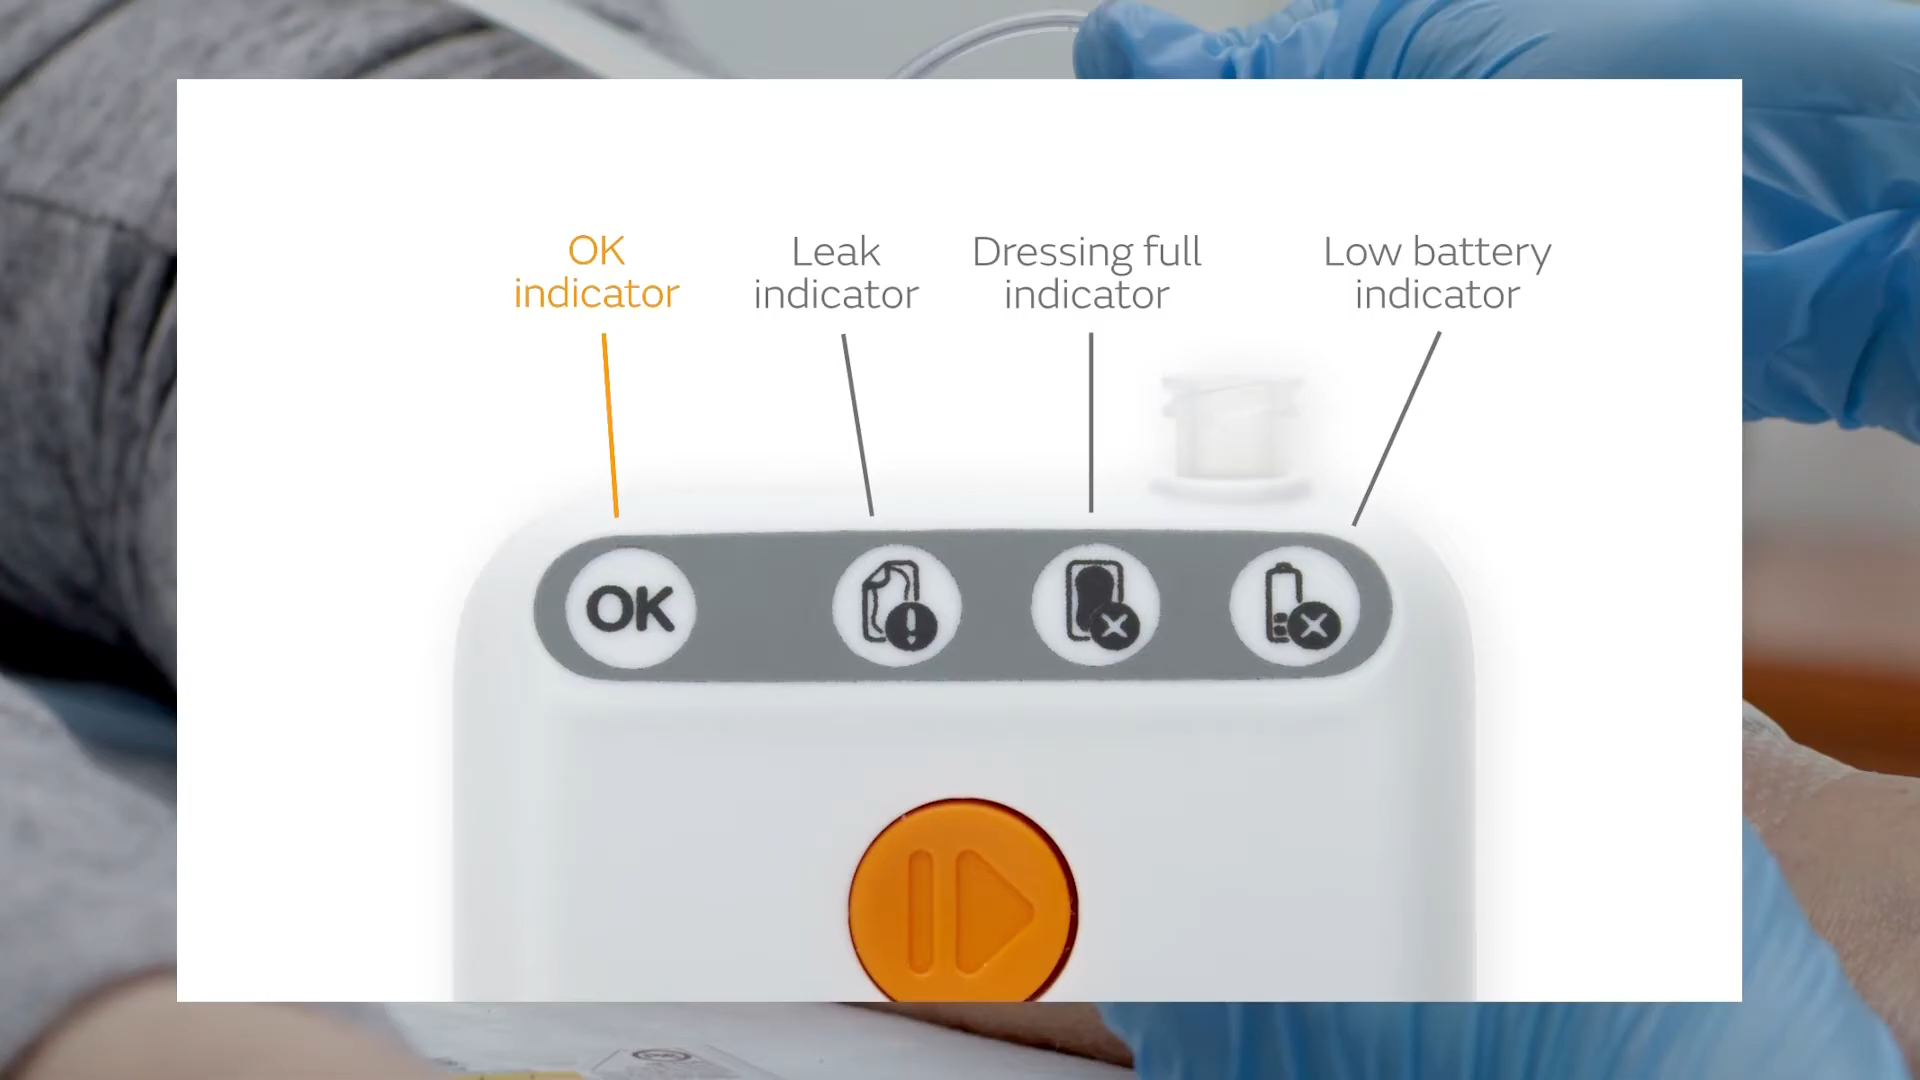 OK
indicator
Leak
indicator
Dressing full
indicator
Low battery
indicator
OK